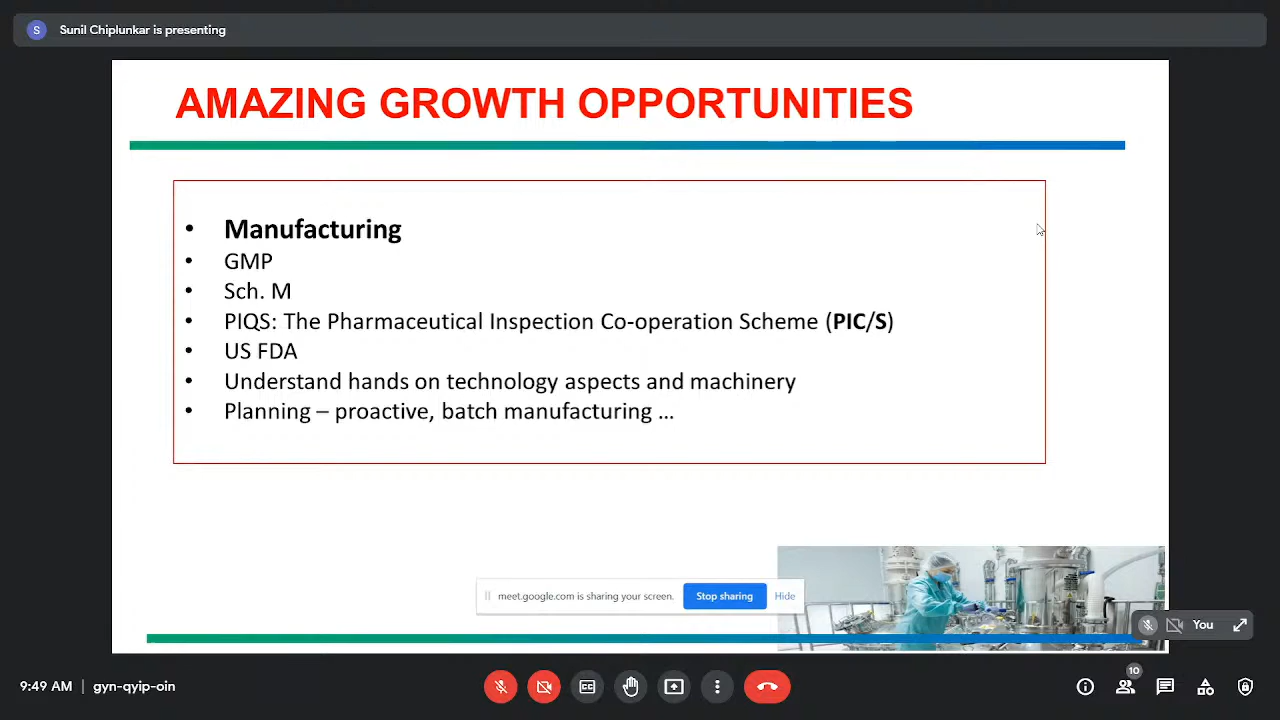 S Sunil Chiplunkar is presenting
AMAZING GROWTH OPPORTUNITIES
• Manufacturing
• GMP
• Sch. M
• PIQS: The Pharmaceutical Inspection Co-operation Scheme (PIC/S)
• US FDA
• Understand hands on technology aspects and machinery
• Planning – proactive, batch manufacturing ...
meet.google.com is sharing your screen. Stop sharing Hide
You
9:49 AM | gyn-qyip-oin
10